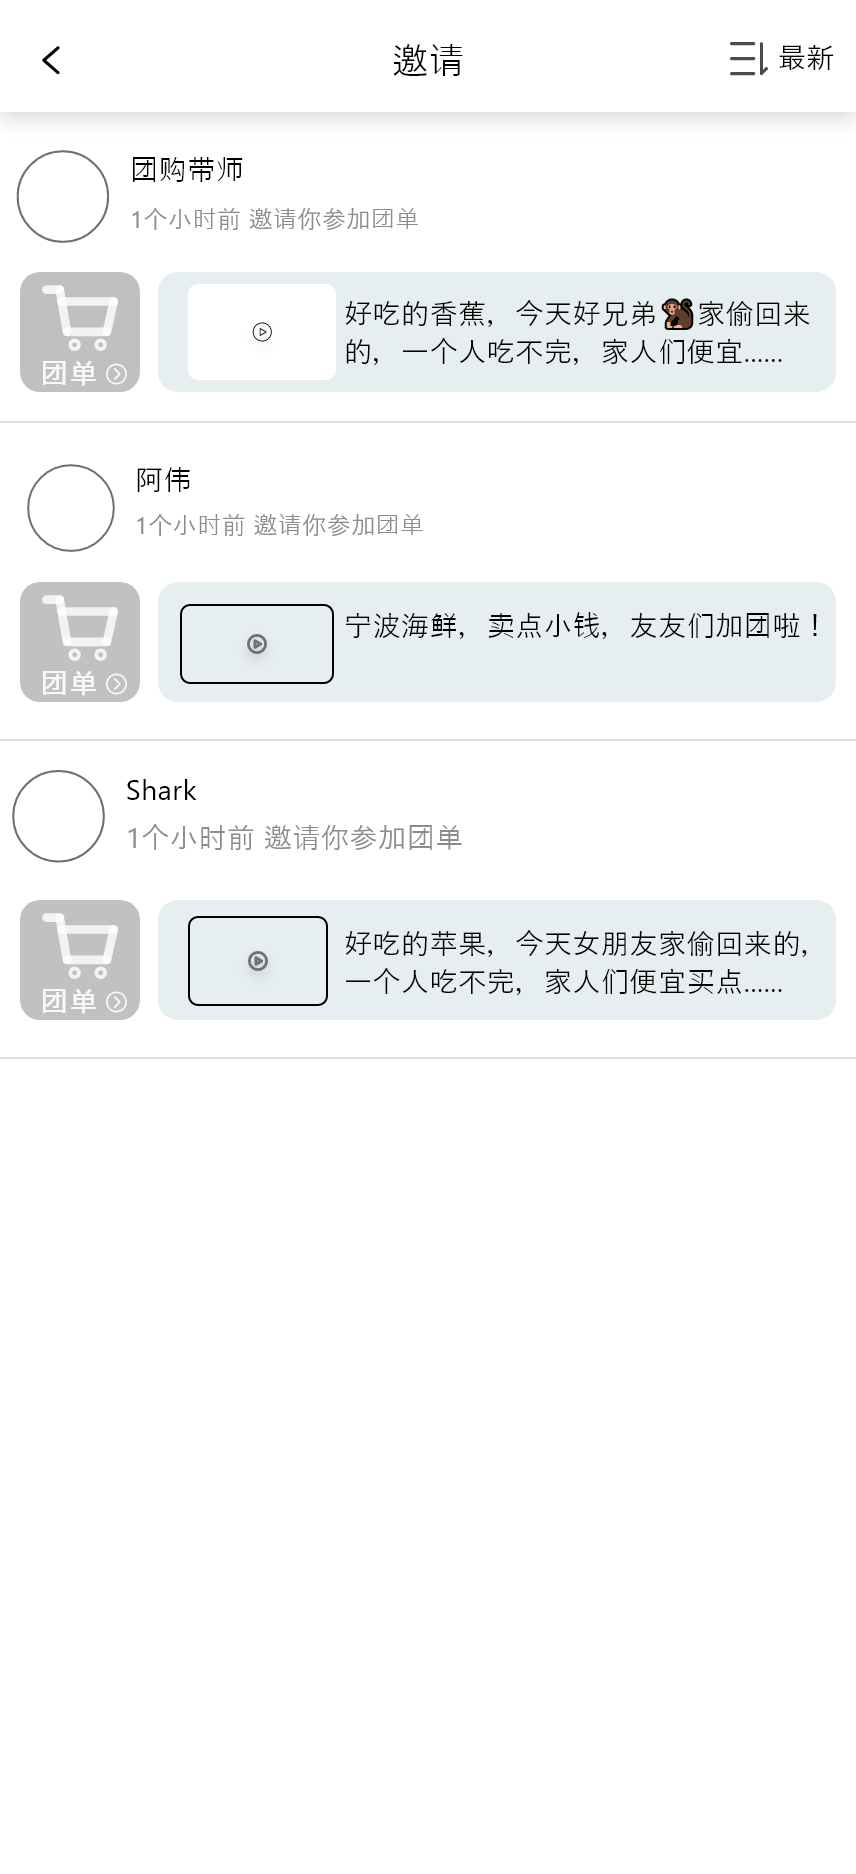 邀请
最新
团购带师
1个小时前 邀请你参加团单
团单
好吃的香蕉，今天好兄弟🐒家偷回来
的，一个人吃不完，家人们便宜......
阿伟
1个小时前 邀请你参加团单
团单
宁波海鲜，卖点小钱，友友们加团啦！
Shark
1个小时前 邀请你参加团单
团单
好吃的苹果，今天女朋友家偷回来的，
一个人吃不完，家人们便宜买点......